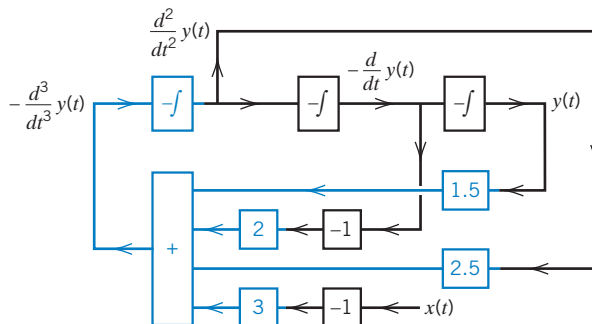 d²/dt² y(t)
− d³/dt³ y(t)
−∫
−∫
− d/dt y(t)
−∫
y(t)
1.5
2
−1
+
2.5
3
−1
x(t)